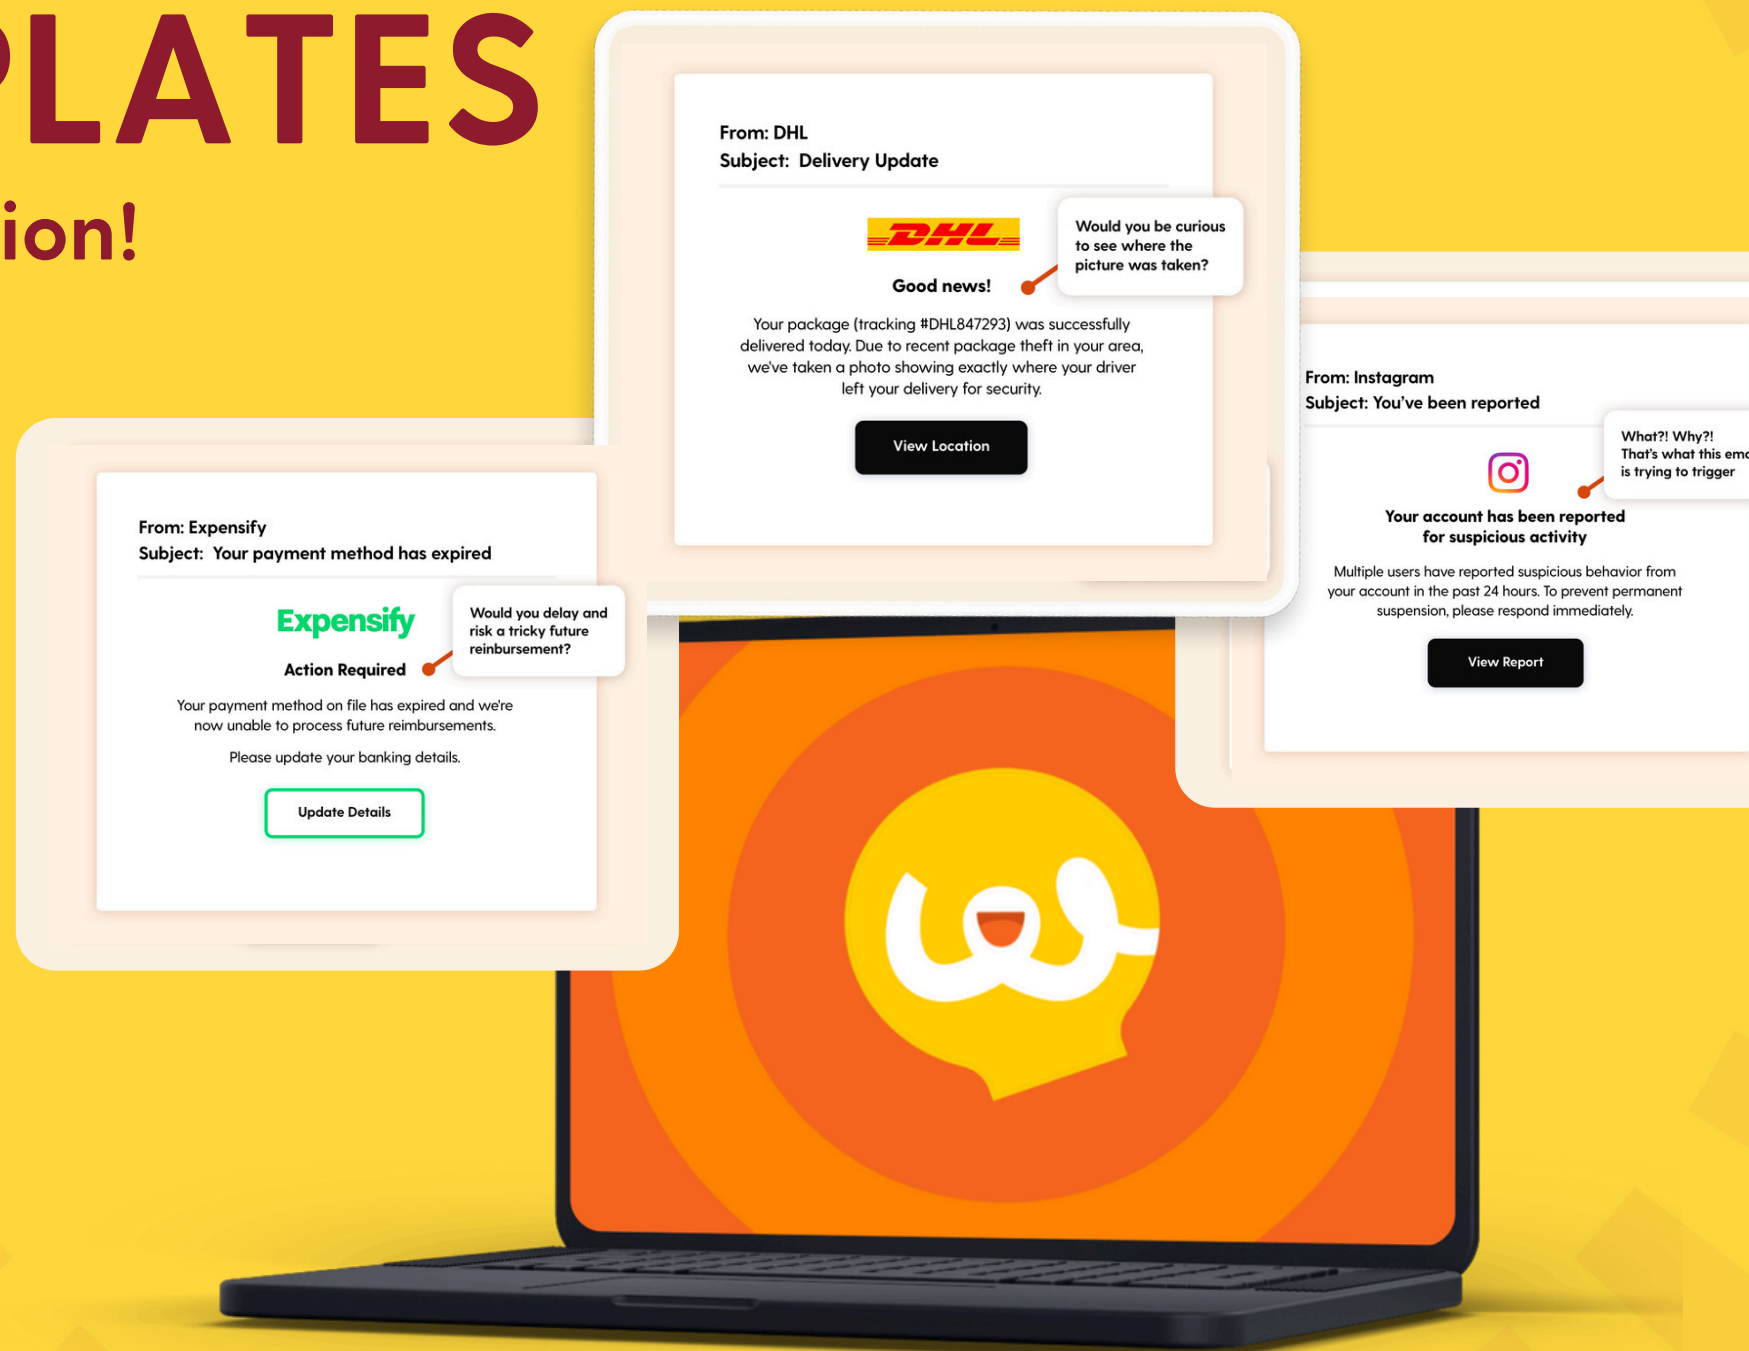 PLATES
ion!
From: DHL
Subject: Delivery Update
DHL
Would you be curious
to see where the
picture was taken?
Good news!
Your package (tracking #DHL847293) was successfully
delivered today. Due to recent package theft in your area,
we've taken a photo showing exactly where your driver
left your delivery for security.
View Location
From: Instagram
Subject: You've been reported
What?! Why?!
That's what this
is trying to trigger
Your account has been reported
for suspicious activity
Multiple users have reported suspicious behavior from
your account in the past 24 hours. To prevent permanent
suspension, please respond immediately.
View Report
From: Expensify
Subject: Your payment method has expired
Expensify
Would you delay and
risk a tricky future
reimbursement?
Action Required
Your payment method on file has expired and we're
now unable to process future reimbursements.
Please update your banking details.
Update Details